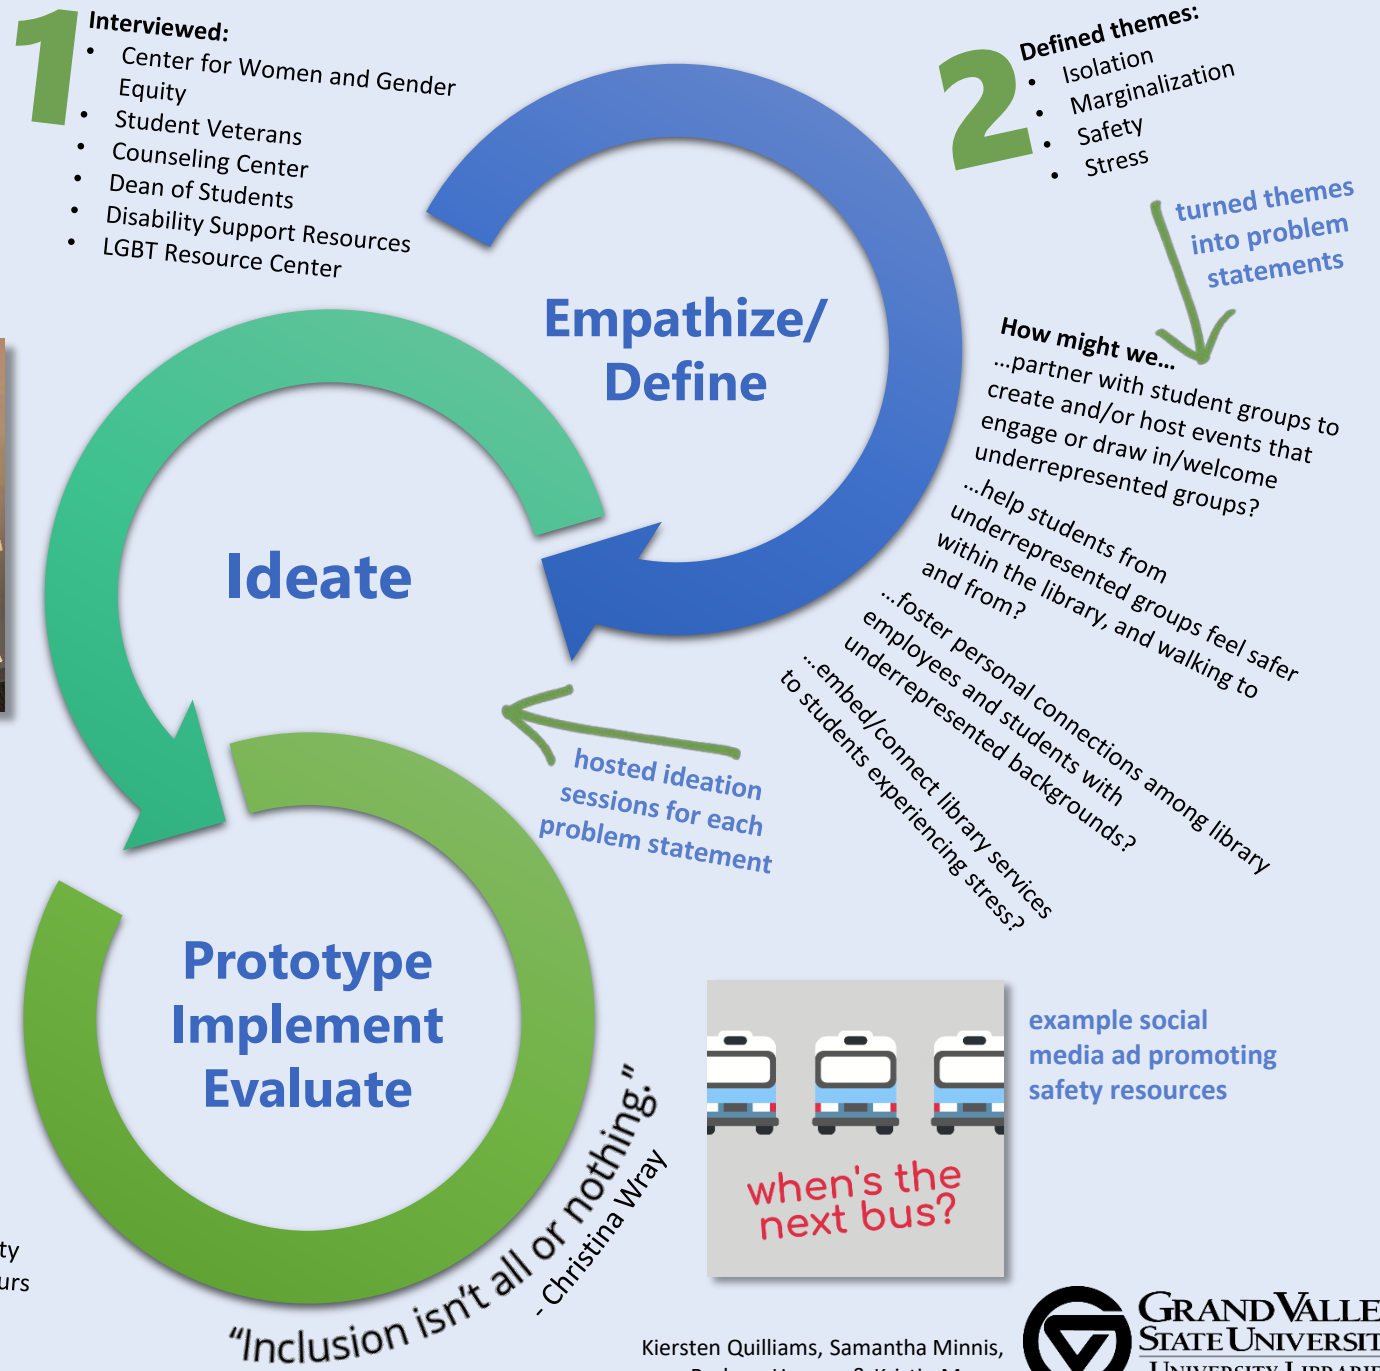 1
Interviewed:
• Center for Women and Gender
Equity
• Student Veterans
• Counseling Center
• Dean of Students
• Disability Support Resources
• LGBT Resource Center
2
Defined themes:
• Isolation
• Marginalization
• Safety
• Stress
turned themes
into problem
statements
How might we...
...partner with student groups to
create and/or host events that
engage or draw in/welcome
underrepresented groups?
...help students from
underrepresented groups feel safer
within the library, and walking to
and from?
...foster personal connections among library
employees and students with
underrepresented backgrounds?
...embed/connect library services
to students experiencing stress?
Empathize/
Define
Ideate
hosted ideation
sessions for each
problem statement
Prototype
Implement
Evaluate
"Inclusion isn't all or nothing."
- Christina Wray
when's the
next bus?
example social
media ad promoting
safety resources
Kiersten Quilliams, Samantha Minnis,
GRAND VALLE
STATE UNIVERSIT